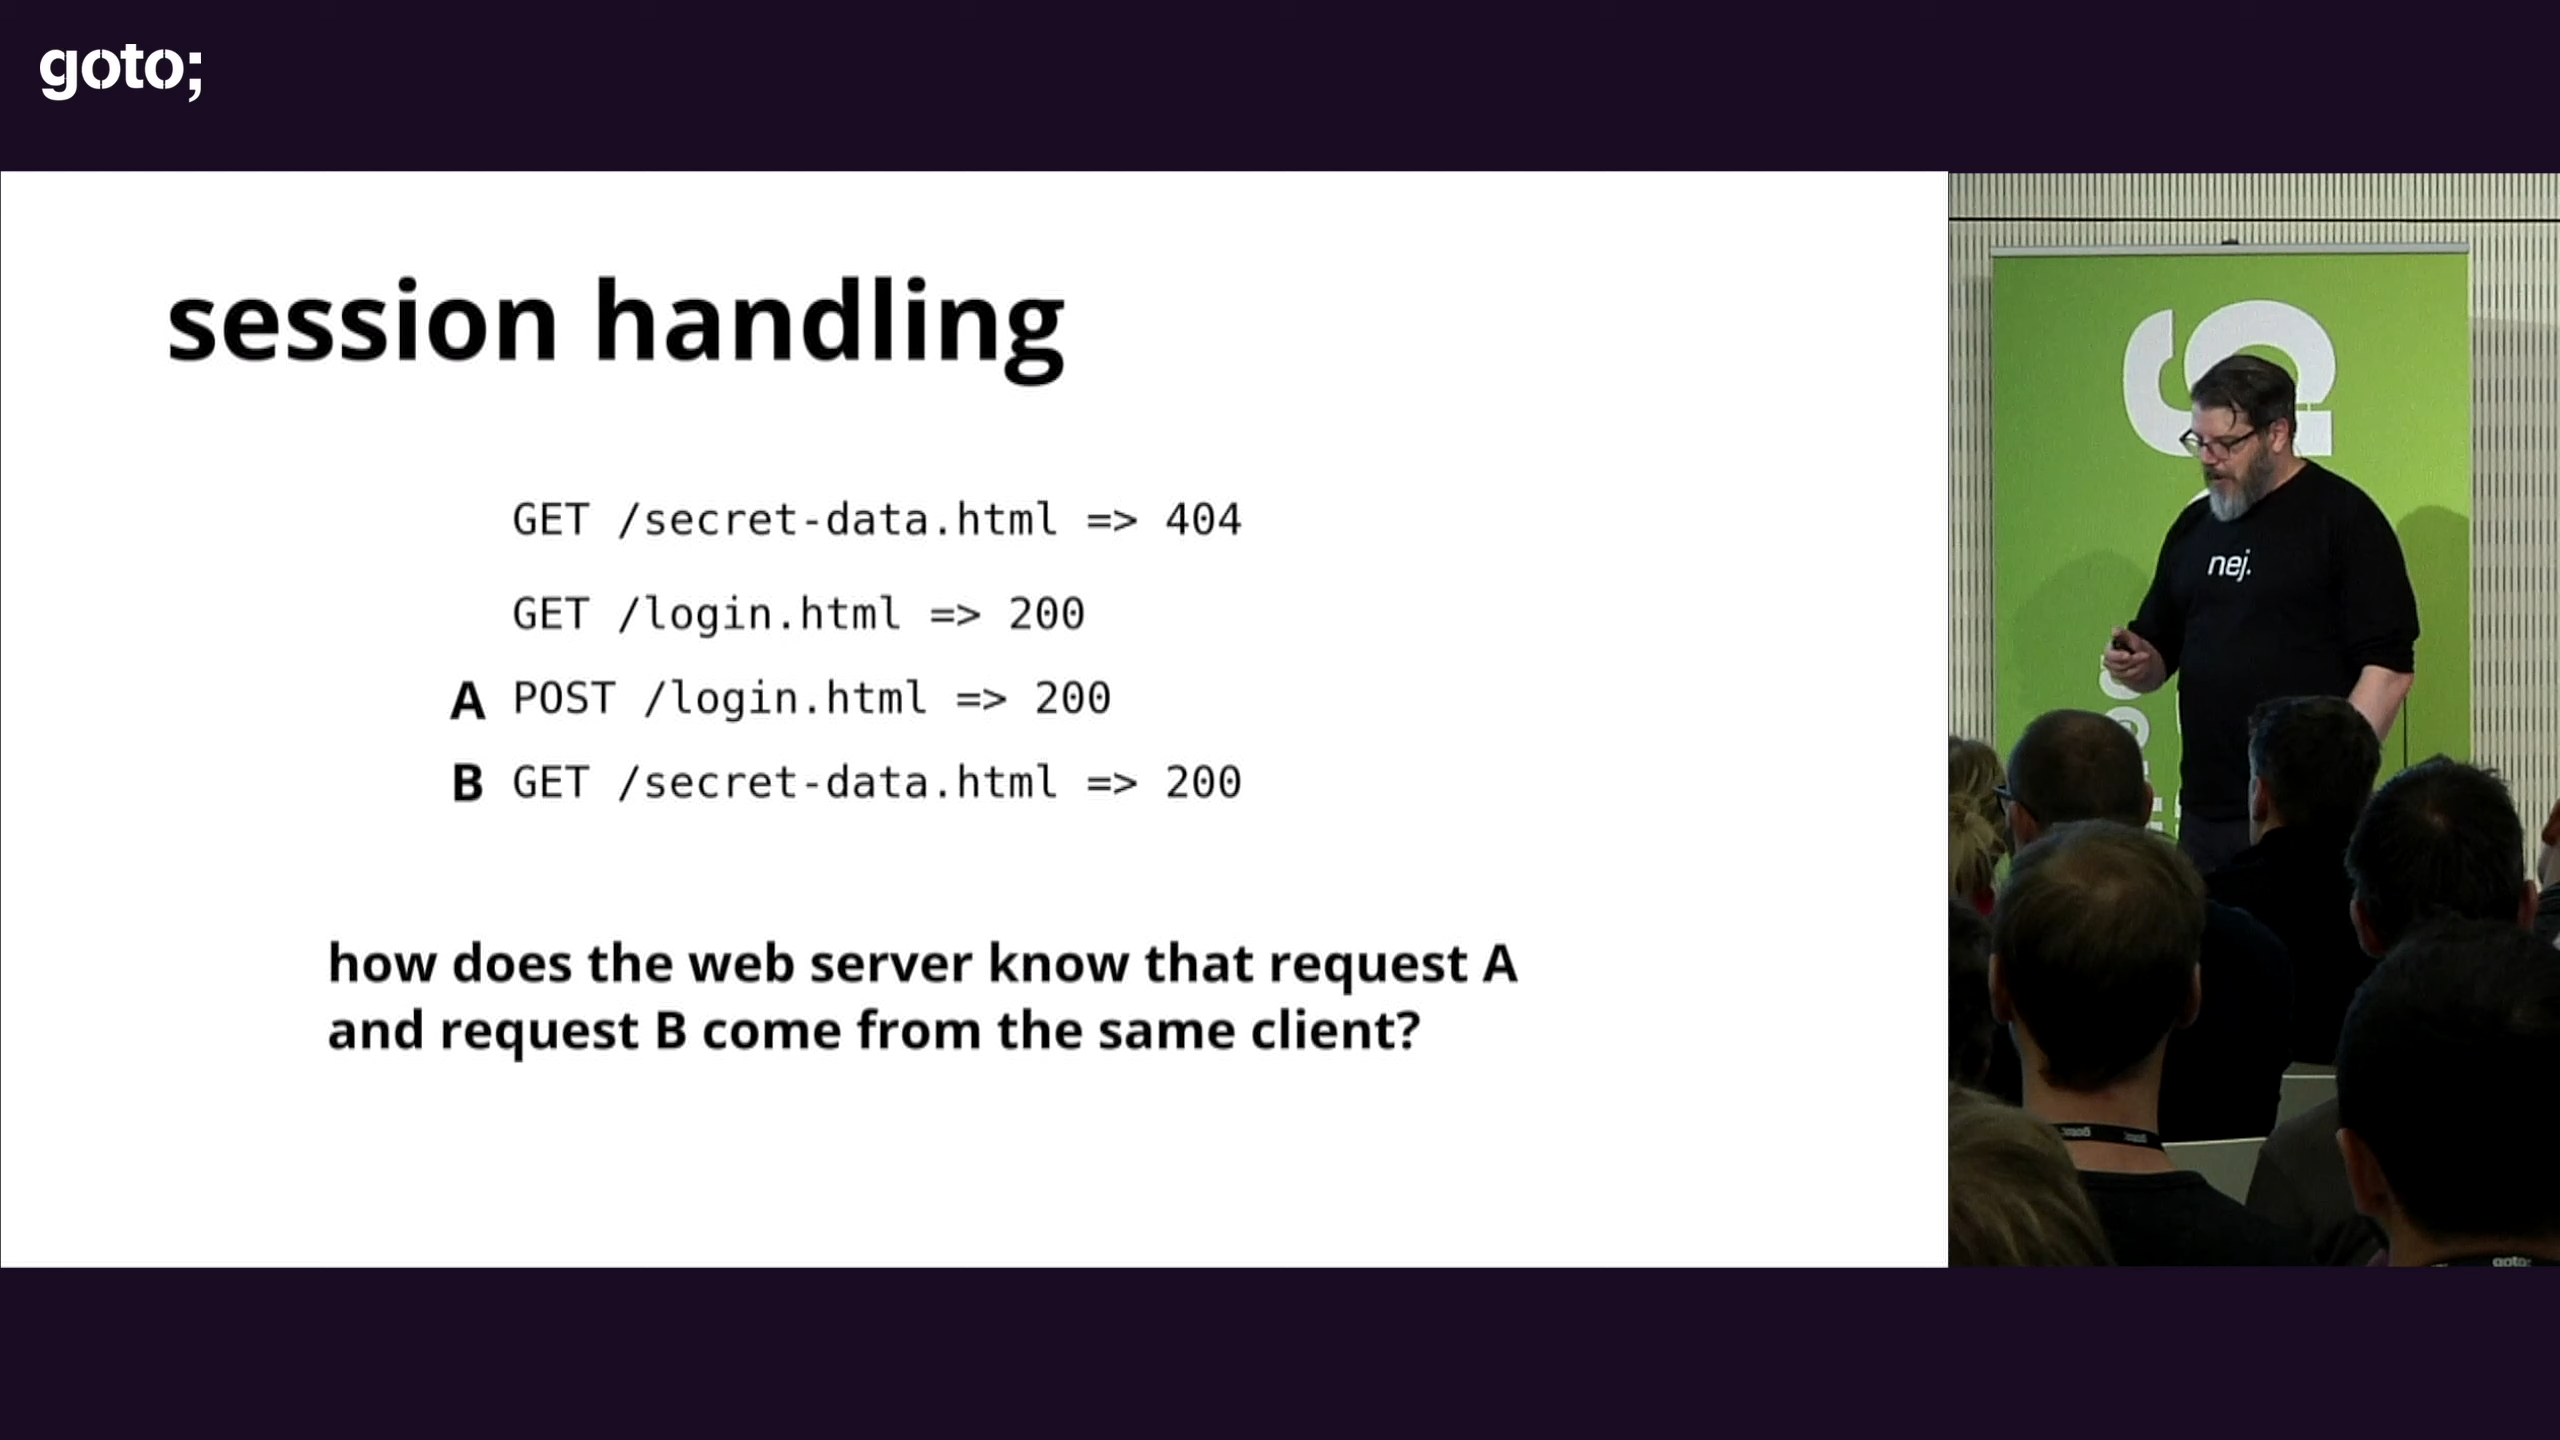 goto;
session handling
GET /secret-data.html => 404
GET /login.html => 200
A POST /login.html => 200
B GET /secret-data.html => 200
how does the web server know that request A
and request B come from the same client?
nej.
goto;